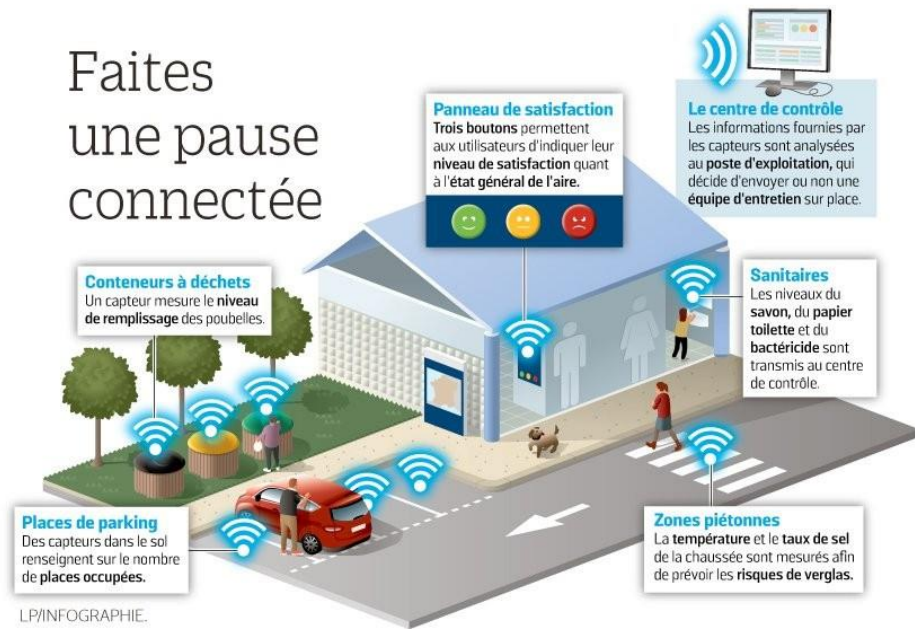 Faites
une pause
connectée
Panneau de satisfaction
Trois boutons permettent
aux utilisateurs d'indiquer leur
niveau de satisfaction quant
à l'état général de l'aire.
Le centre de contrôle
Les informations fournies par
les capteurs sont analysées
au poste d'exploitation, qui
décide d'envoyer ou non une
équipe d'entretien sur place.
Conteneurs à déchets
Un capteur mesure le niveau
de remplissage des poubelles.
Sanitaires
Les niveaux du
savon, du papier
toilette et du
bactéricide sont
transmis au centre
de contrôle.
Places de parking
Des capteurs dans le sol
renseignent sur le nombre
de places occupées.
Zones piétonnes
La température et le taux de sel
de la chaussée sont mesurés afin
de prévoir les risques de verglas.
LP/INFOGRAPHIE.